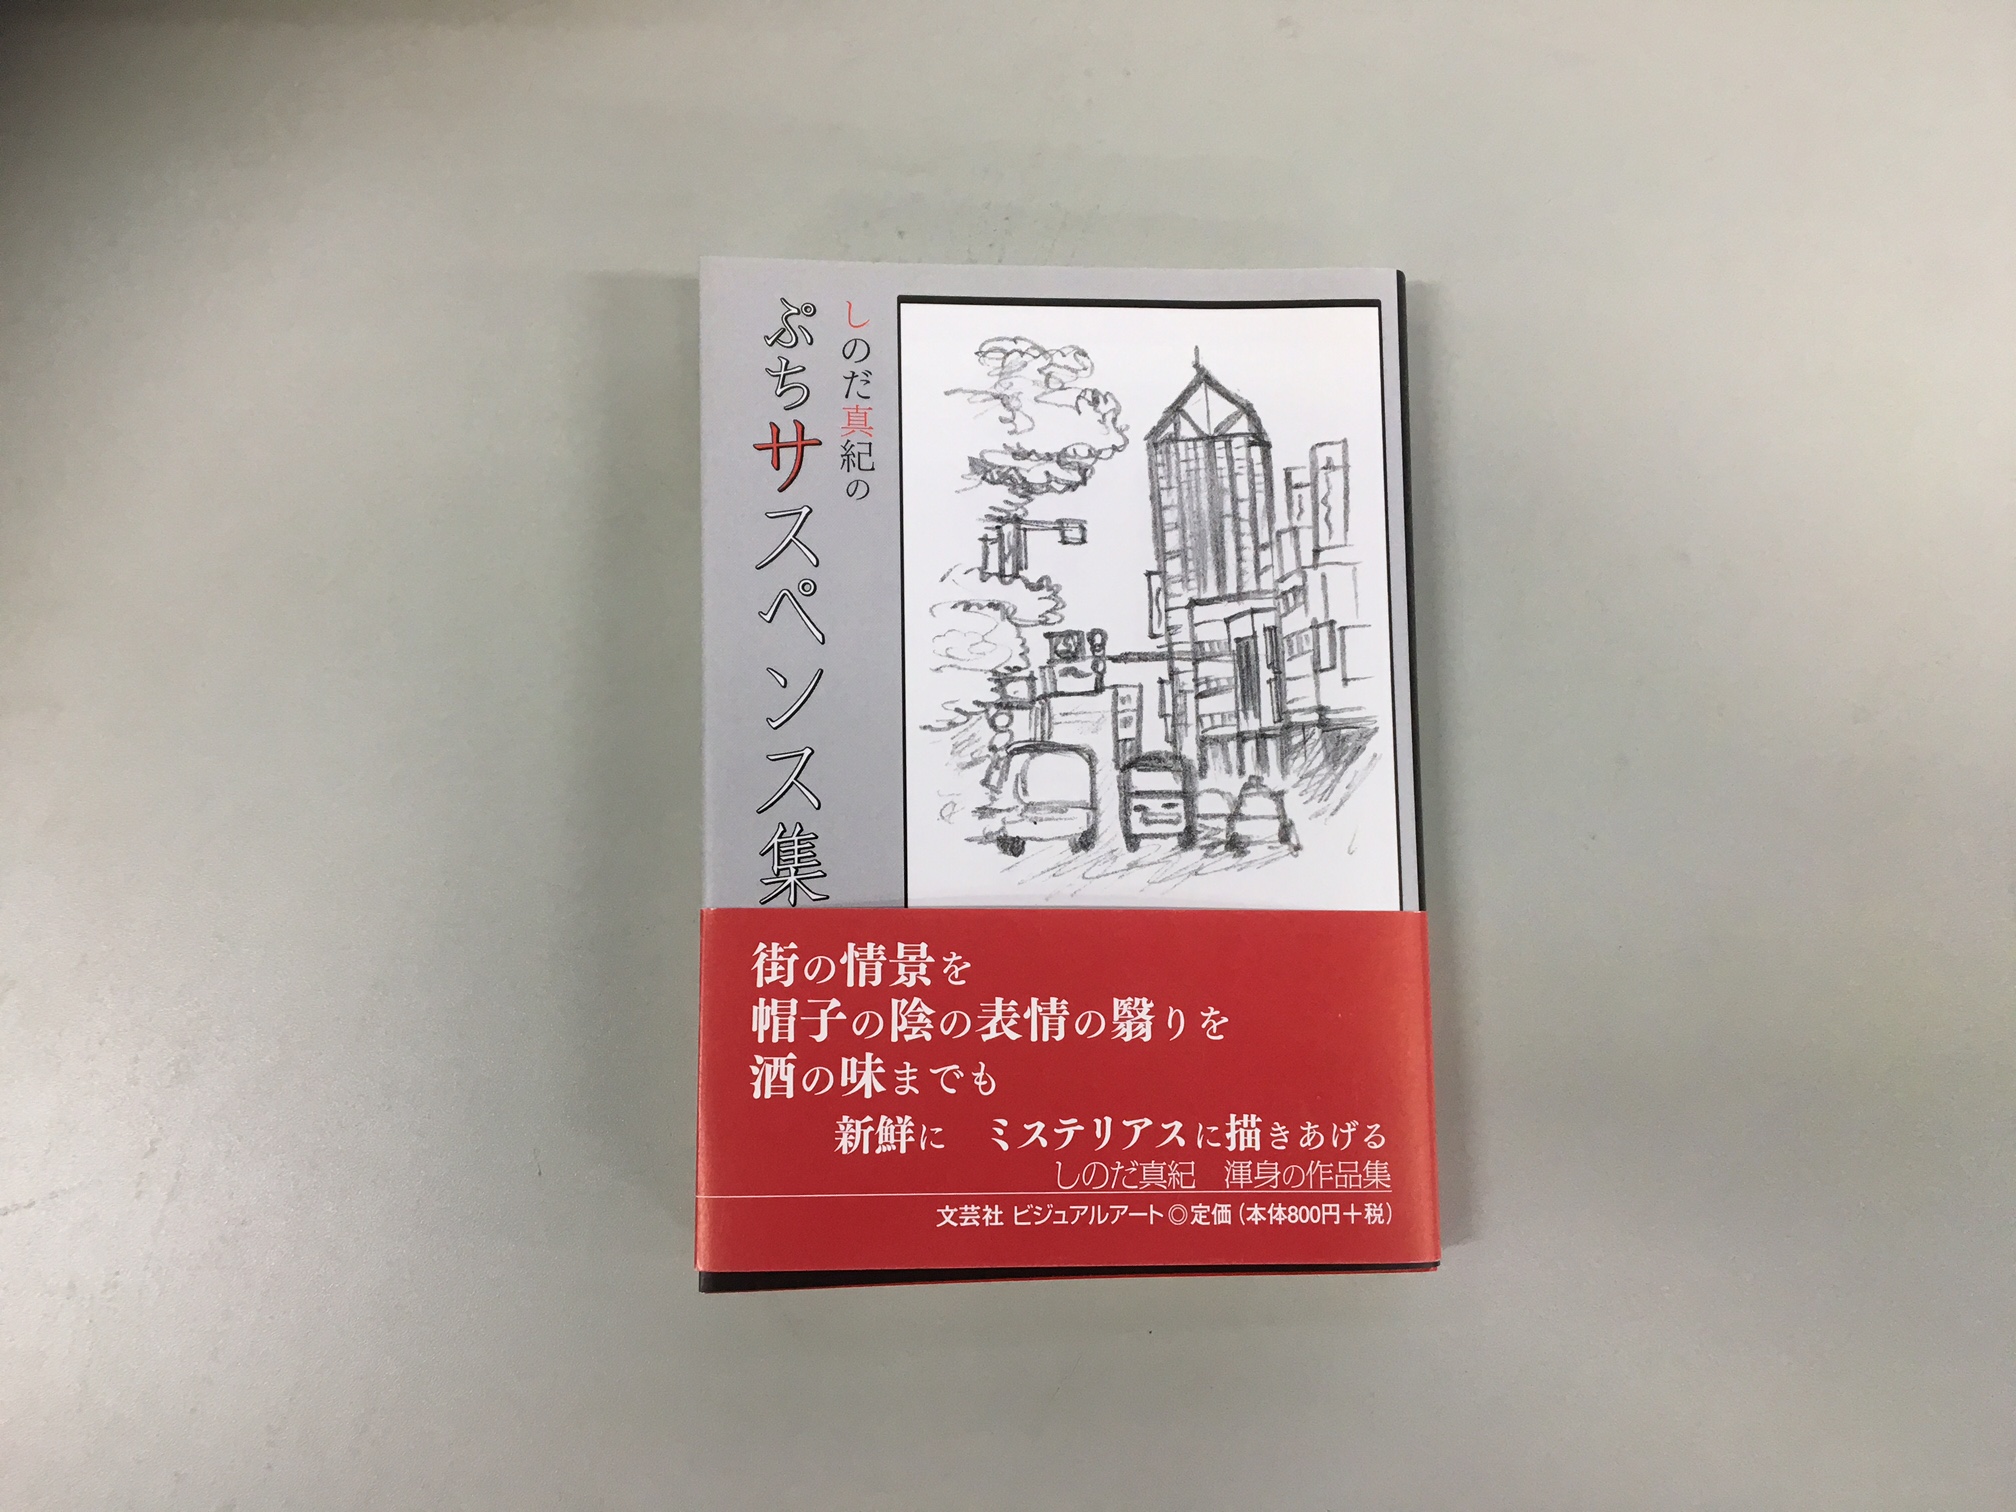 しのだ真紀の
ぷちサスペンス集
街の情景を
帽子の陰の表情の翳りを
酒の味までも
新鮮に　ミステリアスに描きあげる
しのだ真紀　渾身の作品集
文芸社 ビジュアルアート◎定価(本体800円+税)